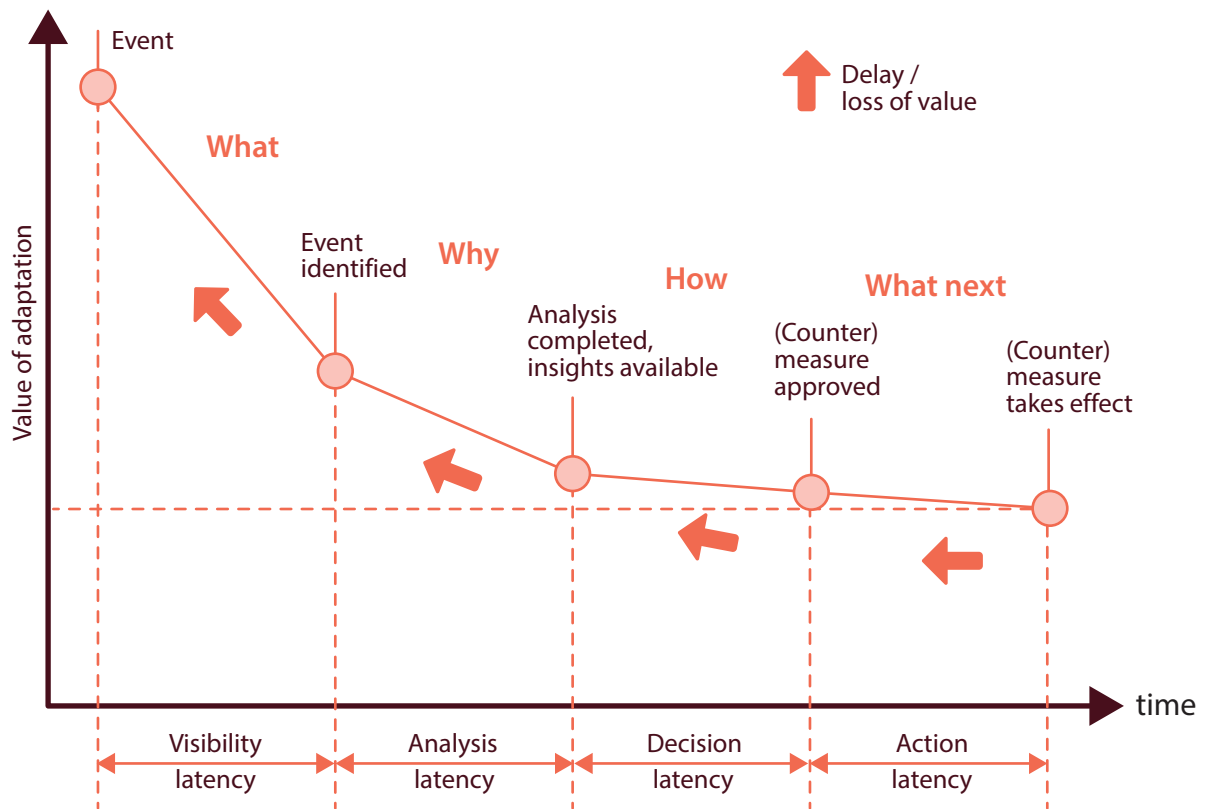 Event
Delay /
loss of value
What
Event
identified
Why
How
What next
Analysis
completed,
insights available
(Counter)
measure
approved
(Counter)
measure
takes effect
Value of adaptation
time
Visibility
latency
Analysis
latency
Decision
latency
Action
latency